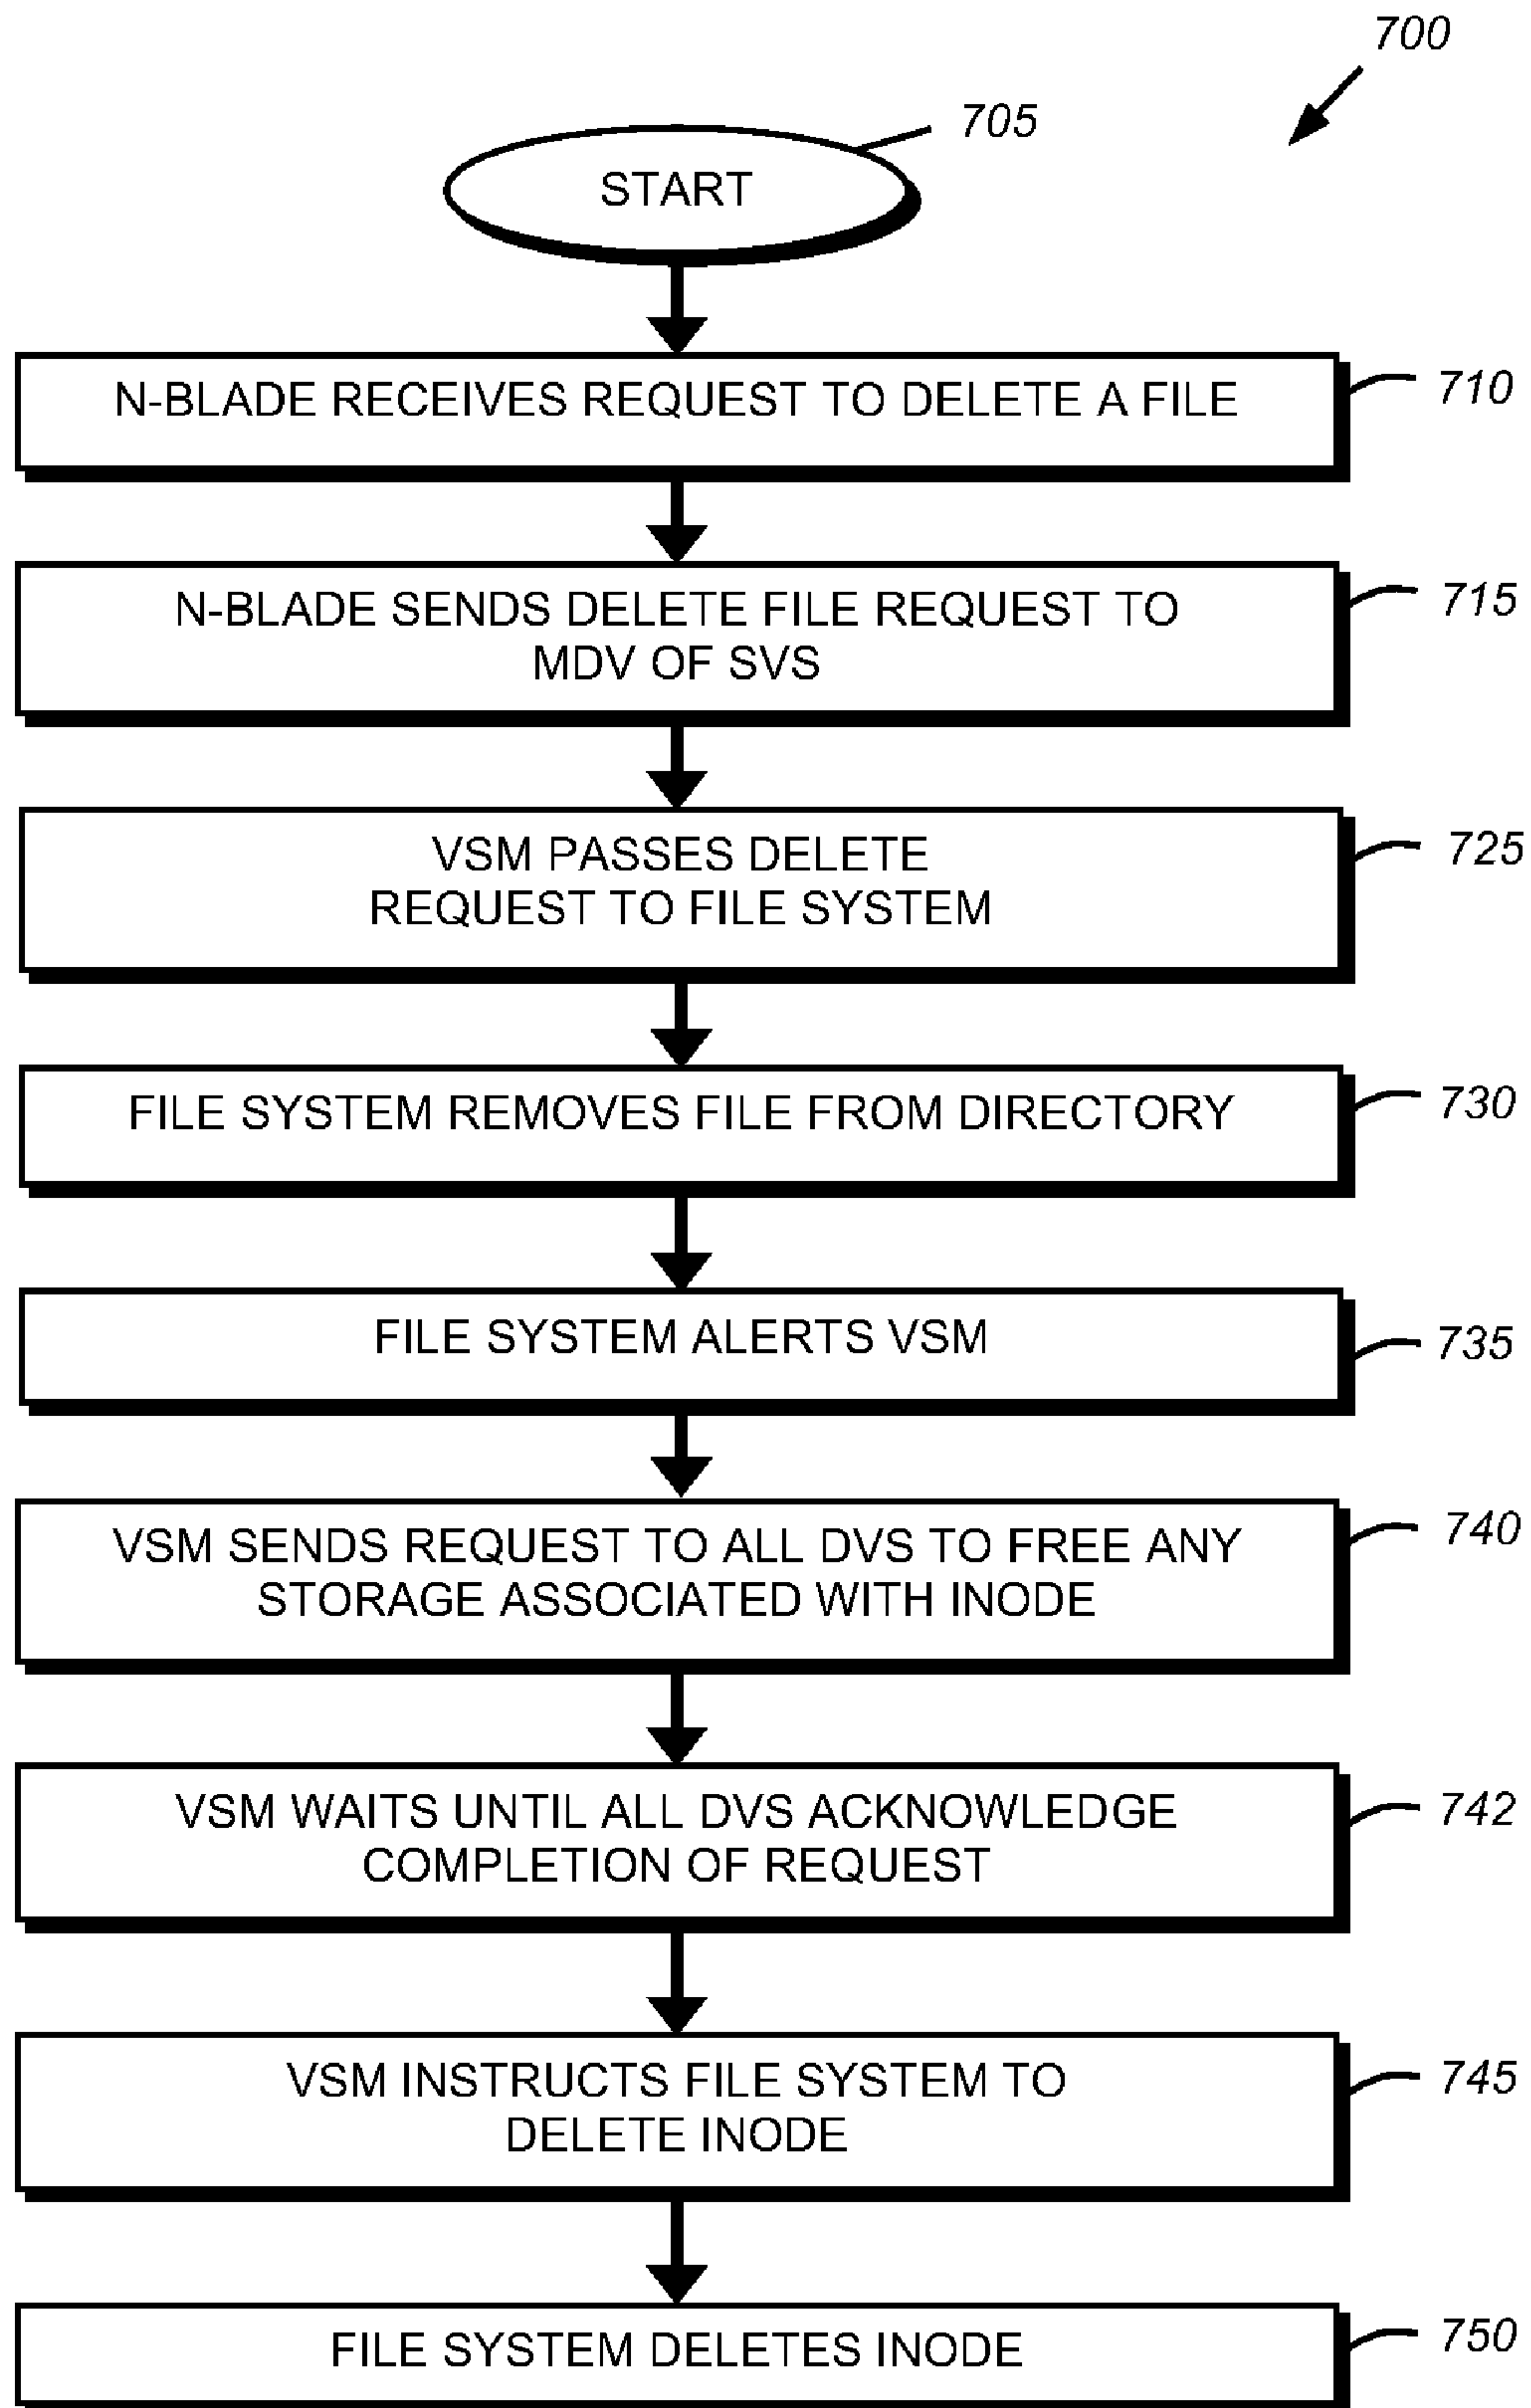 700
705
START
N-BLADE RECEIVES REQUEST TO DELETE A FILE
710
N-BLADE SENDS DELETE FILE REQUEST TO
MDV OF SVS
715
VSM PASSES DELETE
REQUEST TO FILE SYSTEM
725
FILE SYSTEM REMOVES FILE FROM DIRECTORY
730
FILE SYSTEM ALERTS VSM
735
VSM SENDS REQUEST TO ALL DVS TO FREE ANY
STORAGE ASSOCIATED WITH INODE
740
VSM WAITS UNTIL ALL DVS ACKNOWLEDGE
COMPLETION OF REQUEST
742
VSM INSTRUCTS FILE SYSTEM TO
DELETE INODE
745
FILE SYSTEM DELETES INODE
750